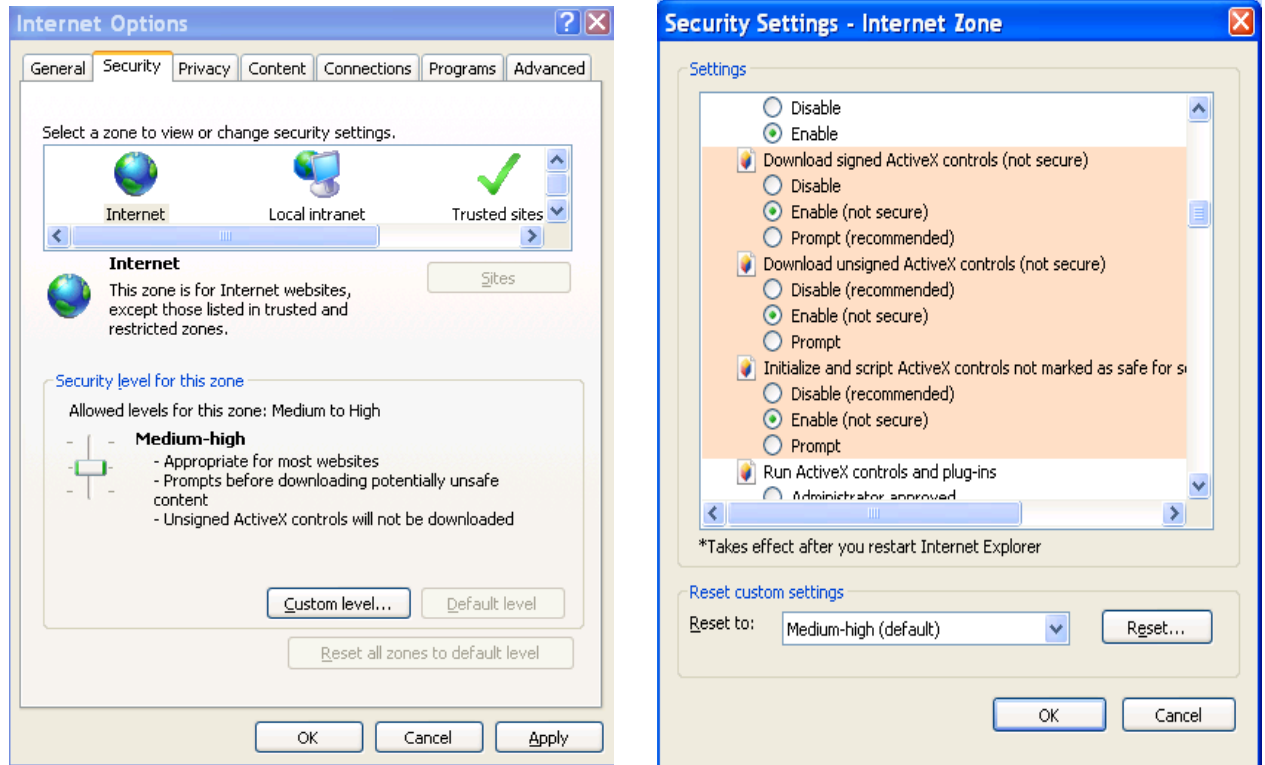 Internet Options
General Security Privacy Content Connections Programs Advanced
Select a zone to view or change security settings.
Internet Local intranet Trusted sites
Internet
Sites
This zone is for Internet websites,
except those listed in trusted and
restricted zones.
Security level for this zone
Allowed levels for this zone: Medium to High
Medium-high
- Appropriate for most websites
- Prompts before downloading potentially unsafe
content
- Unsigned ActiveX controls will not be downloaded
Custom level... Default level
Reset all zones to default level
OK Cancel Apply
Security Settings - Internet Zone
Settings
Disable
Enable
Download signed ActiveX controls (not secure)
Disable
Enable (not secure)
Prompt (recommended)
Download unsigned ActiveX controls (not secure)
Disable (recommended)
Enable (not secure)
Prompt
Initialize and script ActiveX controls not marked as safe for
Disable (recommended)
Enable (not secure)
Prompt
Run ActiveX controls and plug-ins
Administrator approved
*Takes effect after you restart Internet Explorer
Reset custom settings
Reset to: Medium-high (default) Reset...
OK Cancel